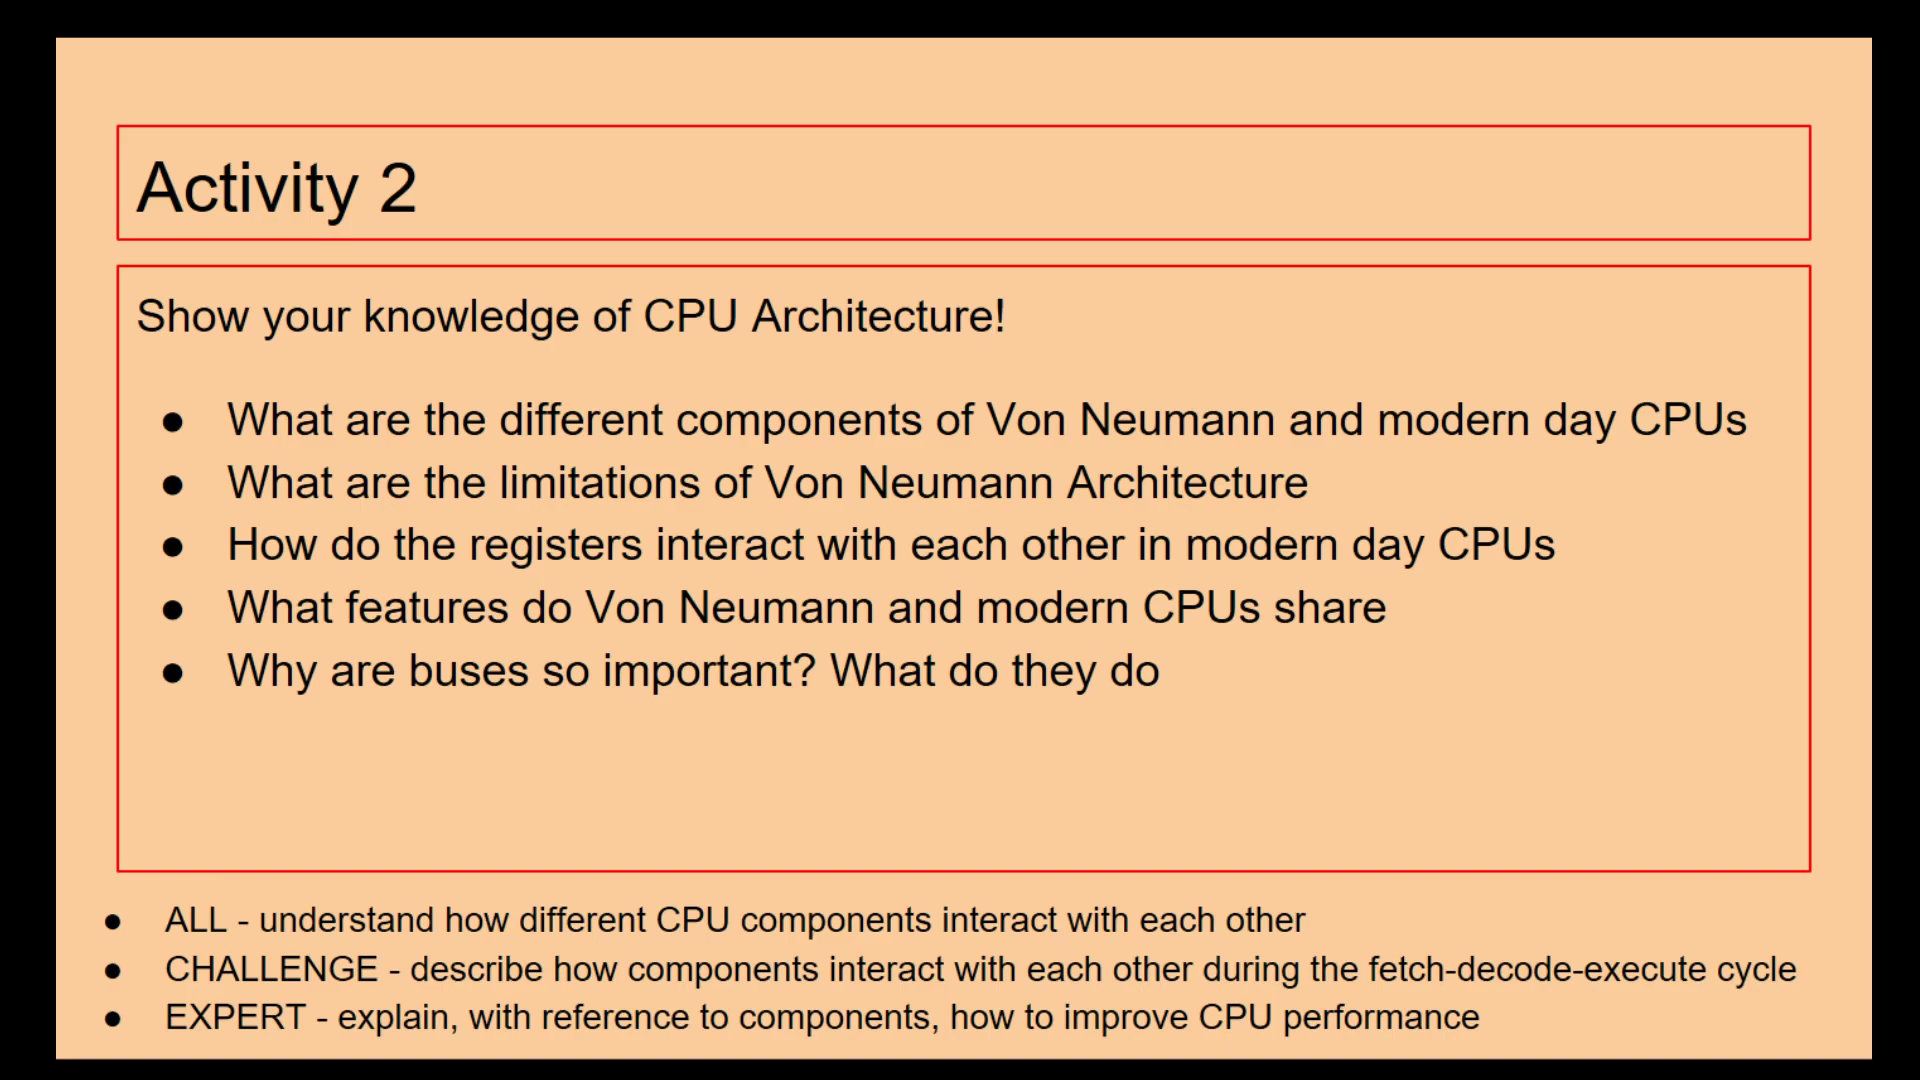 Activity 2
Show your knowledge of CPU Architecture!
● What are the different components of Von Neumann and modern day CPUs
● What are the limitations of Von Neumann Architecture
● How do the registers interact with each other in modern day CPUs
● What features do Von Neumann and modern CPUs share
● Why are buses so important? What do they do
● ALL - understand how different CPU components interact with each other
● CHALLENGE - describe how components interact with each other during the fetch-decode-execute cycle
● EXPERT - explain, with reference to components, how to improve CPU performance